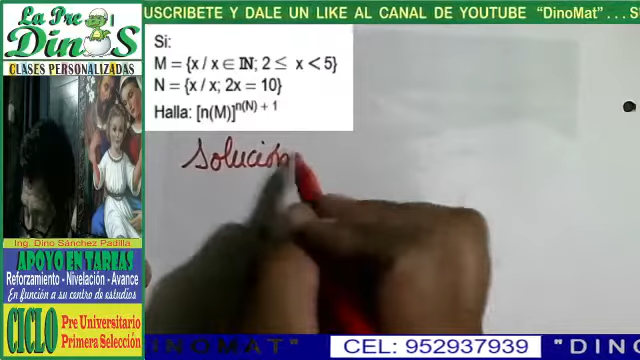 La Pre
DinoS
CLASES PERSONALIZADAS
USCRIBETE Y DALE UN LIKE AL CANAL DE YOUTUBE "DinoMat"...S
Si:
M = {x / x ∈ ℕ; 2 ≤ x < 5}
N = {x / x; 2x = 10}
Halla: [n(M)]^{n(N) + 1}
Solución
Ing. Dino Sánchez Padilla
APOYO EN TAREAS
Reforzamiento - Nivelación - Avance
En función a su centro de estudios
CICLO Pre Universitario
Primera Selección
INOMAT" CEL: 952937939 "DINO